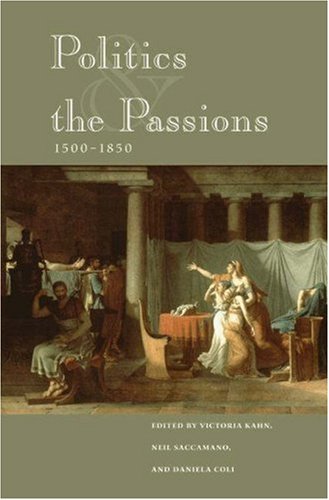 Politics
&
the Passions
1500–1850
EDITED BY VICTORIA KAHN,
NEIL SACCAMANO,
AND DANIELA COLI